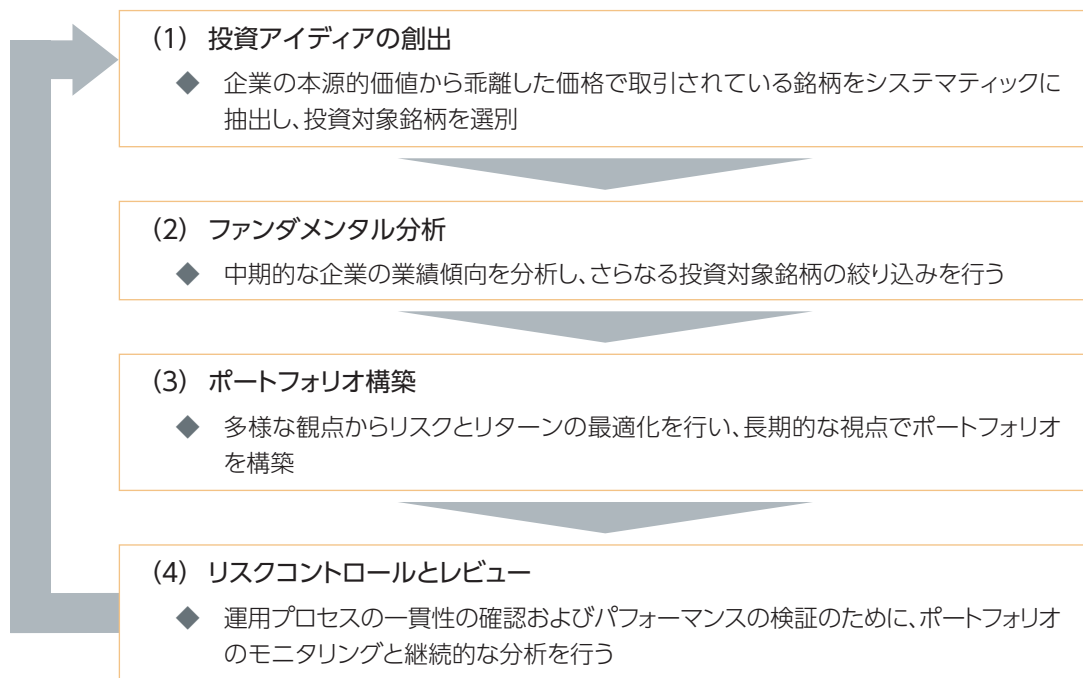 (1) 投資アイディアの創出
◆ 企業の本源的価値から乖離した価格で取引されている銘柄をシステマティックに
抽出し、投資対象銘柄を選別
(2) ファンダメンタル分析
◆ 中期的な企業の業績傾向を分析し、さらなる投資対象銘柄の絞り込みを行う
(3) ポートフォリオ構築
◆ 多様な観点からリスクとリターンの最適化を行い、長期的な視点でポートフォリオ
を構築
(4) リスクコントロールとレビュー
◆ 運用プロセスの一貫性の確認およびパフォーマンスの検証のために、ポートフォリオ
のモニタリングと継続的な分析を行う